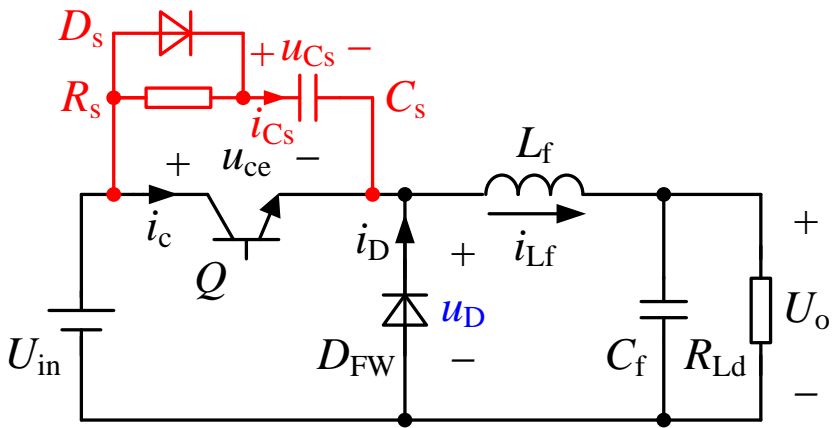 Ds
+ uCs −
Rs
iCs
Cs
+ uce −
Lf
ic
Q
iD
+
iLf
+
Uin
DFW
uD
−
Cf
RLd
Uo
−